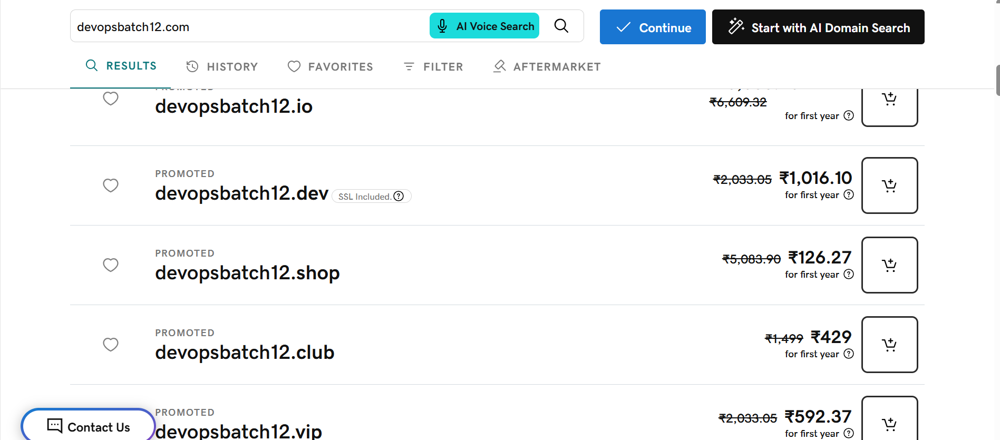 devopsbatch12.com
AI Voice Search
Continue
Start with AI Domain Search
RESULTS
HISTORY
FAVORITES
FILTER
AFTERMARKET
PROMOTED
devopsbatch12.io
₹6,609.32
for first year
PROMOTED
devopsbatch12.dev SSL Included.
₹2,033.05 ₹1,016.10
for first year
PROMOTED
devopsbatch12.shop
₹5,083.90 ₹126.27
for first year
PROMOTED
devopsbatch12.club
₹1,499 ₹429
for first year
PROMOTED
devopsbatch12.vip
₹2,033.05 ₹592.37
for first year
Contact Us